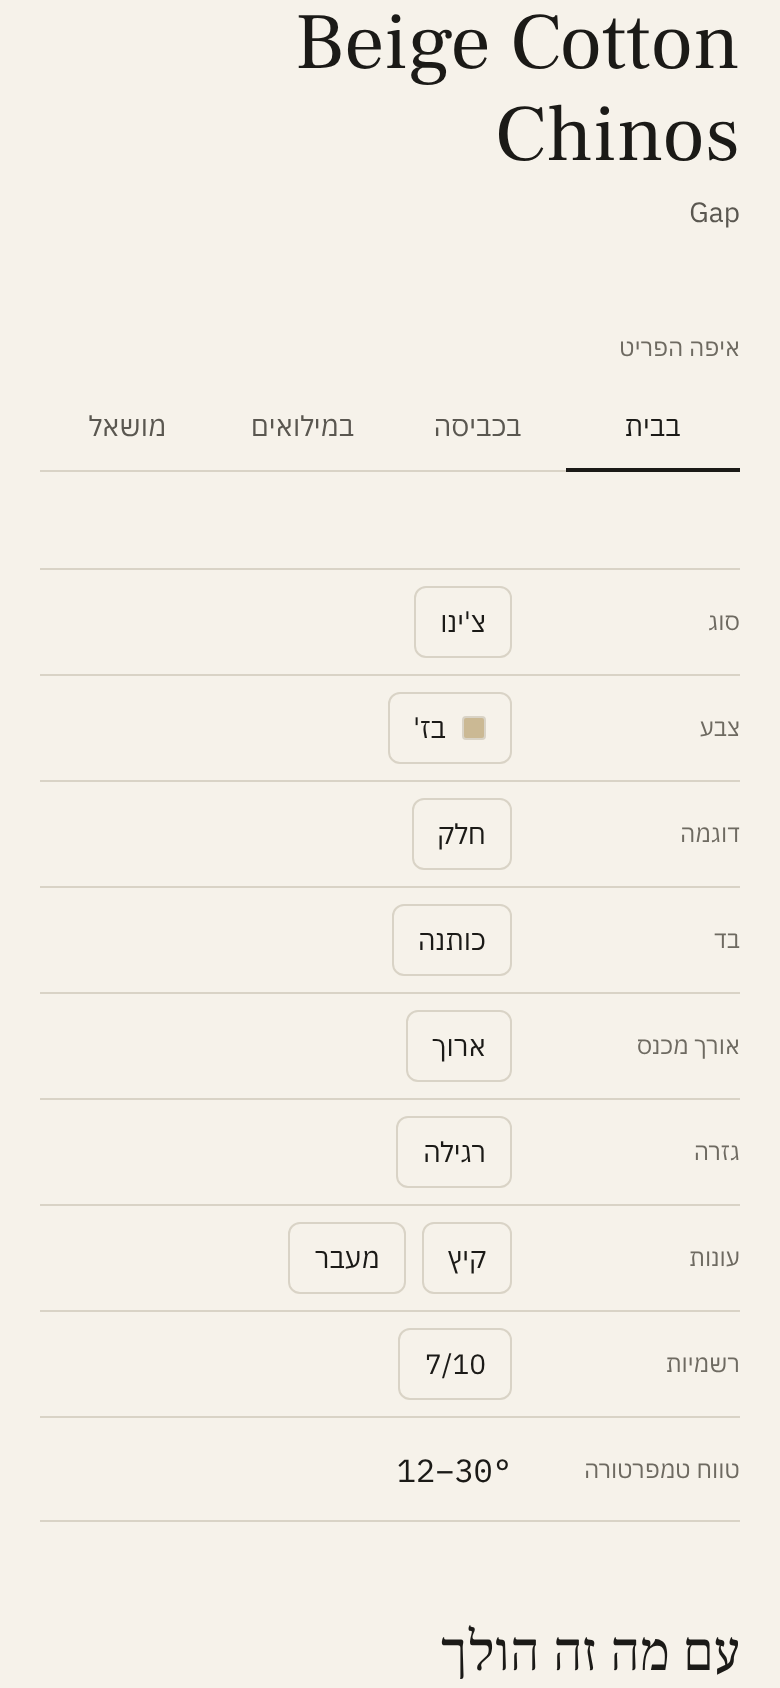 Beige Cotton
Chinos
Gap
איפה הפריט
בבית בכביסה במילואים מושאל
סוג צ'ינו
צבע בז'
דוגמה חלק
בד כותנה
אורך מכנס ארוך
גזרה רגילה
עונות קיץ מעבר
רשמיות 7/10
טווח טמפרטורה 12–30°
עם מה זה הולך